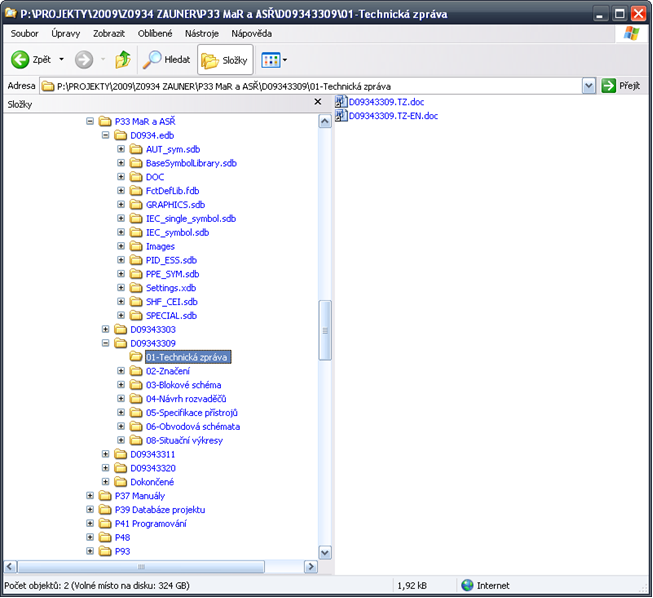 P:\PROJEKTY\2009\Z0934 ZAUNER\P33 MaR a ASŘ\D09343309\01-Technická zpráva
Soubor Úpravy Zobrazit Oblíbené Nástroje Nápověda
Zpět Hledat Složky
Adresa P:\PROJEKTY\2009\Z0934 ZAUNER\P33 MaR a ASŘ\D09343309\01-Technická zpráva Přejít
Složky
D09343309.TZ.doc
D09343309.TZ-EN.doc
P33 MaR a ASŘ
D0934.edb
AUT_sym.sdb
BaseSymbolLibrary.sdb
DOC
FctDefLib.fdb
GRAPHICS.sdb
IEC_single_symbol.sdb
IEC_symbol.sdb
Images
PID_ESS.sdb
PPE_SYM.sdb
Settings.xdb
SHF_CEI.sdb
SPECIAL.sdb
D09343303
D09343309
01-Technická zpráva
02-Značení
03-Blokové schéma
04-Návrh rozvaděčů
05-Specifikace přístrojů
06-Obvodová schémata
08-Situační výkresy
D09343311
D09343320
Dokončené
P37 Manuály
P39 Databáze projektu
P41 Programování
P48
P93
Počet objektů: 2 (Volné místo na disku: 324 GB) 1,92 kB Internet